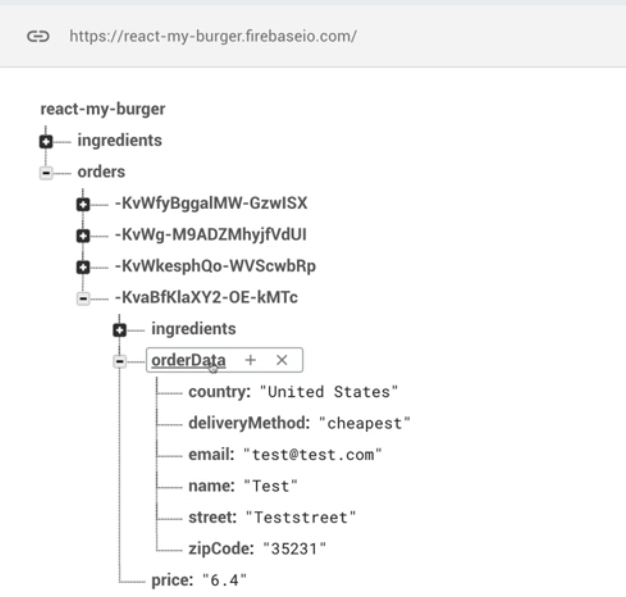 https://react-my-burger.firebaseio.com/
react-my-burger
ingredients
orders
-KvWfyBggalMW-GzwISX
-KvWg-M9ADZMhyjfVdUI
-KvWkesphQo-WVScwbRp
-KvaBfKlaXY2-OE-kMTc
ingredients
orderData
country: "United States"
deliveryMethod: "cheapest"
email: "test@test.com"
name: "Test"
street: "Teststreet"
zipCode: "35231"
price: "6.4"